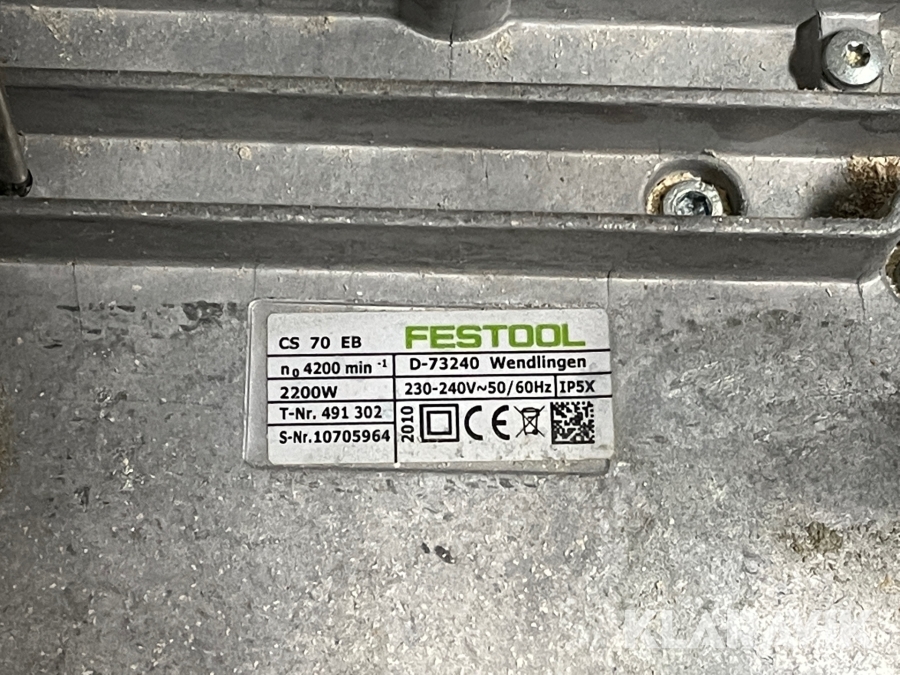 CS 70 EB
FESTOOL
n₀ 4200 min⁻¹
D-73240 Wendlingen
2200W
230-240V~50/60Hz
IP5X
T-Nr. 491 302
S-Nr.10705964
2010
CE
KLARAVIK